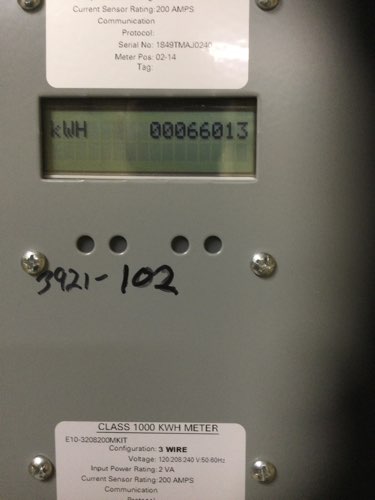 Current Sensor Rating: 200 AMPS
Communication
Protocol:
Serial No: 1849TMAJ0240
Meter Pos: 02-14
Tag:
kWH 00066013
3921-102
CLASS 1000 KWH METER
E10-3208200MKIT
Configuration: 3 WIRE
Voltage: 120.208.240 V:50-60Hz
Input Power Rating: 2 VA
Current Sensor Rating: 200 AMPS
Communication